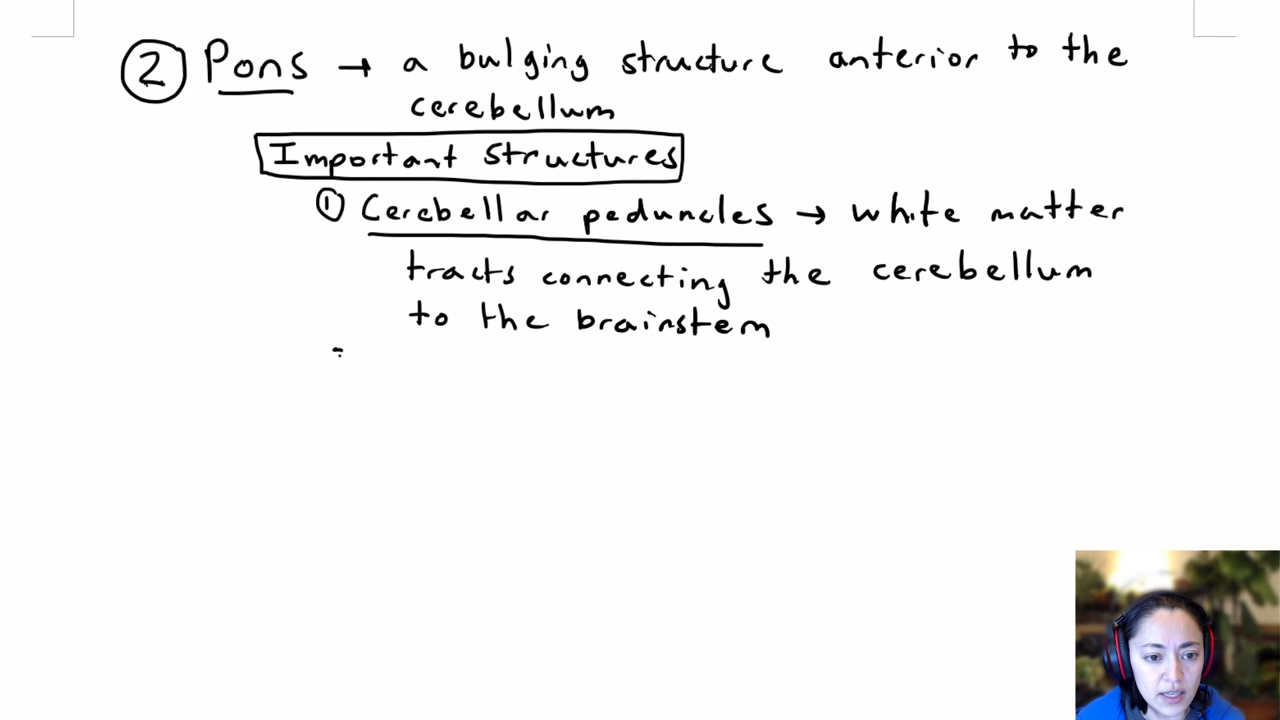 ② Pons → a bulging structure anterior to the
cerebellum
Important Structures
① Cerebellar peduncles → white matter
tracts connecting the cerebellum
to the brainstem